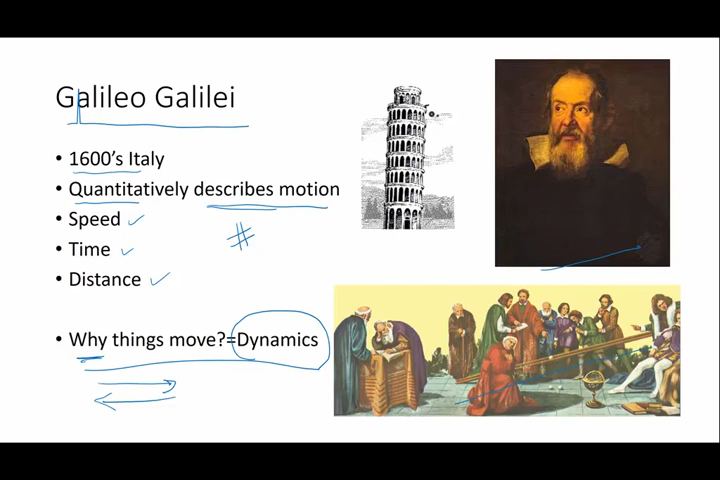 Galileo Galilei
• 1600’s Italy
• Quantitatively describes motion
• Speed
#
• Time
• Distance
• Why things move?=Dynamics